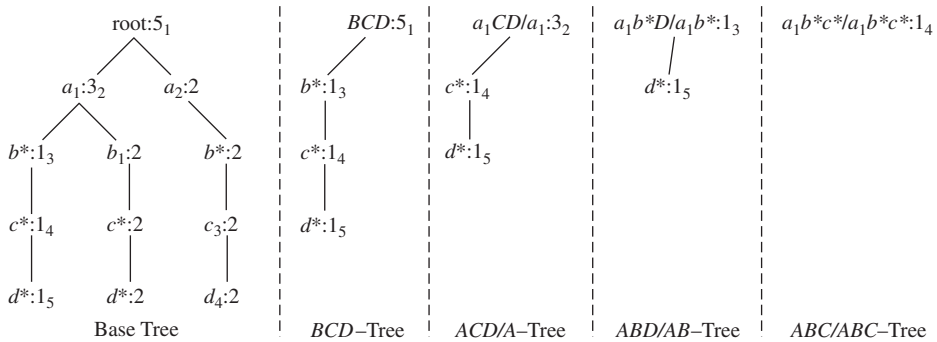 root:5₁ BCD:5₁ a₁CD/a₁:3₂ a₁b*D/a₁b*:1₃ a₁b*c*/a₁b*c*:1₄
a₁:3₂ a₂:2 b*:1₃ c*:1₄ d*:1₅
b*:1₃ b₁:2 b*:2 c*:1₄ d*:1₅
c*:1₄ c*:2 c₃:2 d*:1₅
d*:1₅ d*:2 d₄:2
Base Tree BCD–Tree ACD/A–Tree ABD/AB–Tree ABC/ABC–Tree